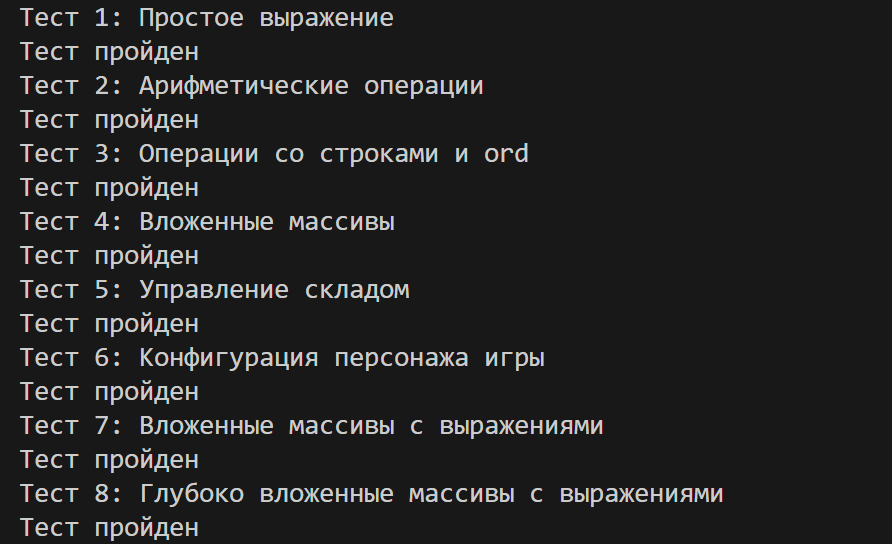 Тест 1: Простое выражение
Тест пройден
Тест 2: Арифметические операции
Тест пройден
Тест 3: Операции со строками и ord
Тест пройден
Тест 4: Вложенные массивы
Тест пройден
Тест 5: Управление складом
Тест пройден
Тест 6: Конфигурация персонажа игры
Тест пройден
Тест 7: Вложенные массивы с выражениями
Тест пройден
Тест 8: Глубоко вложенные массивы с выражениями
Тест пройден